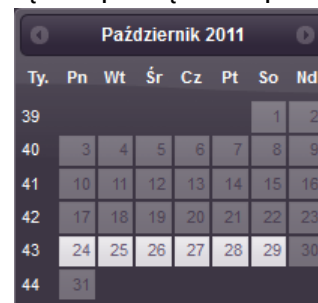 Październik 2011
Ty. Pn Wt Śr Cz Pt So Nd
39 1 2
40 3 4 5 6 7 8 9
41 10 11 12 13 14 15 16
42 17 18 19 20 21 22 23
43 24 25 26 27 28 29 30
44 31